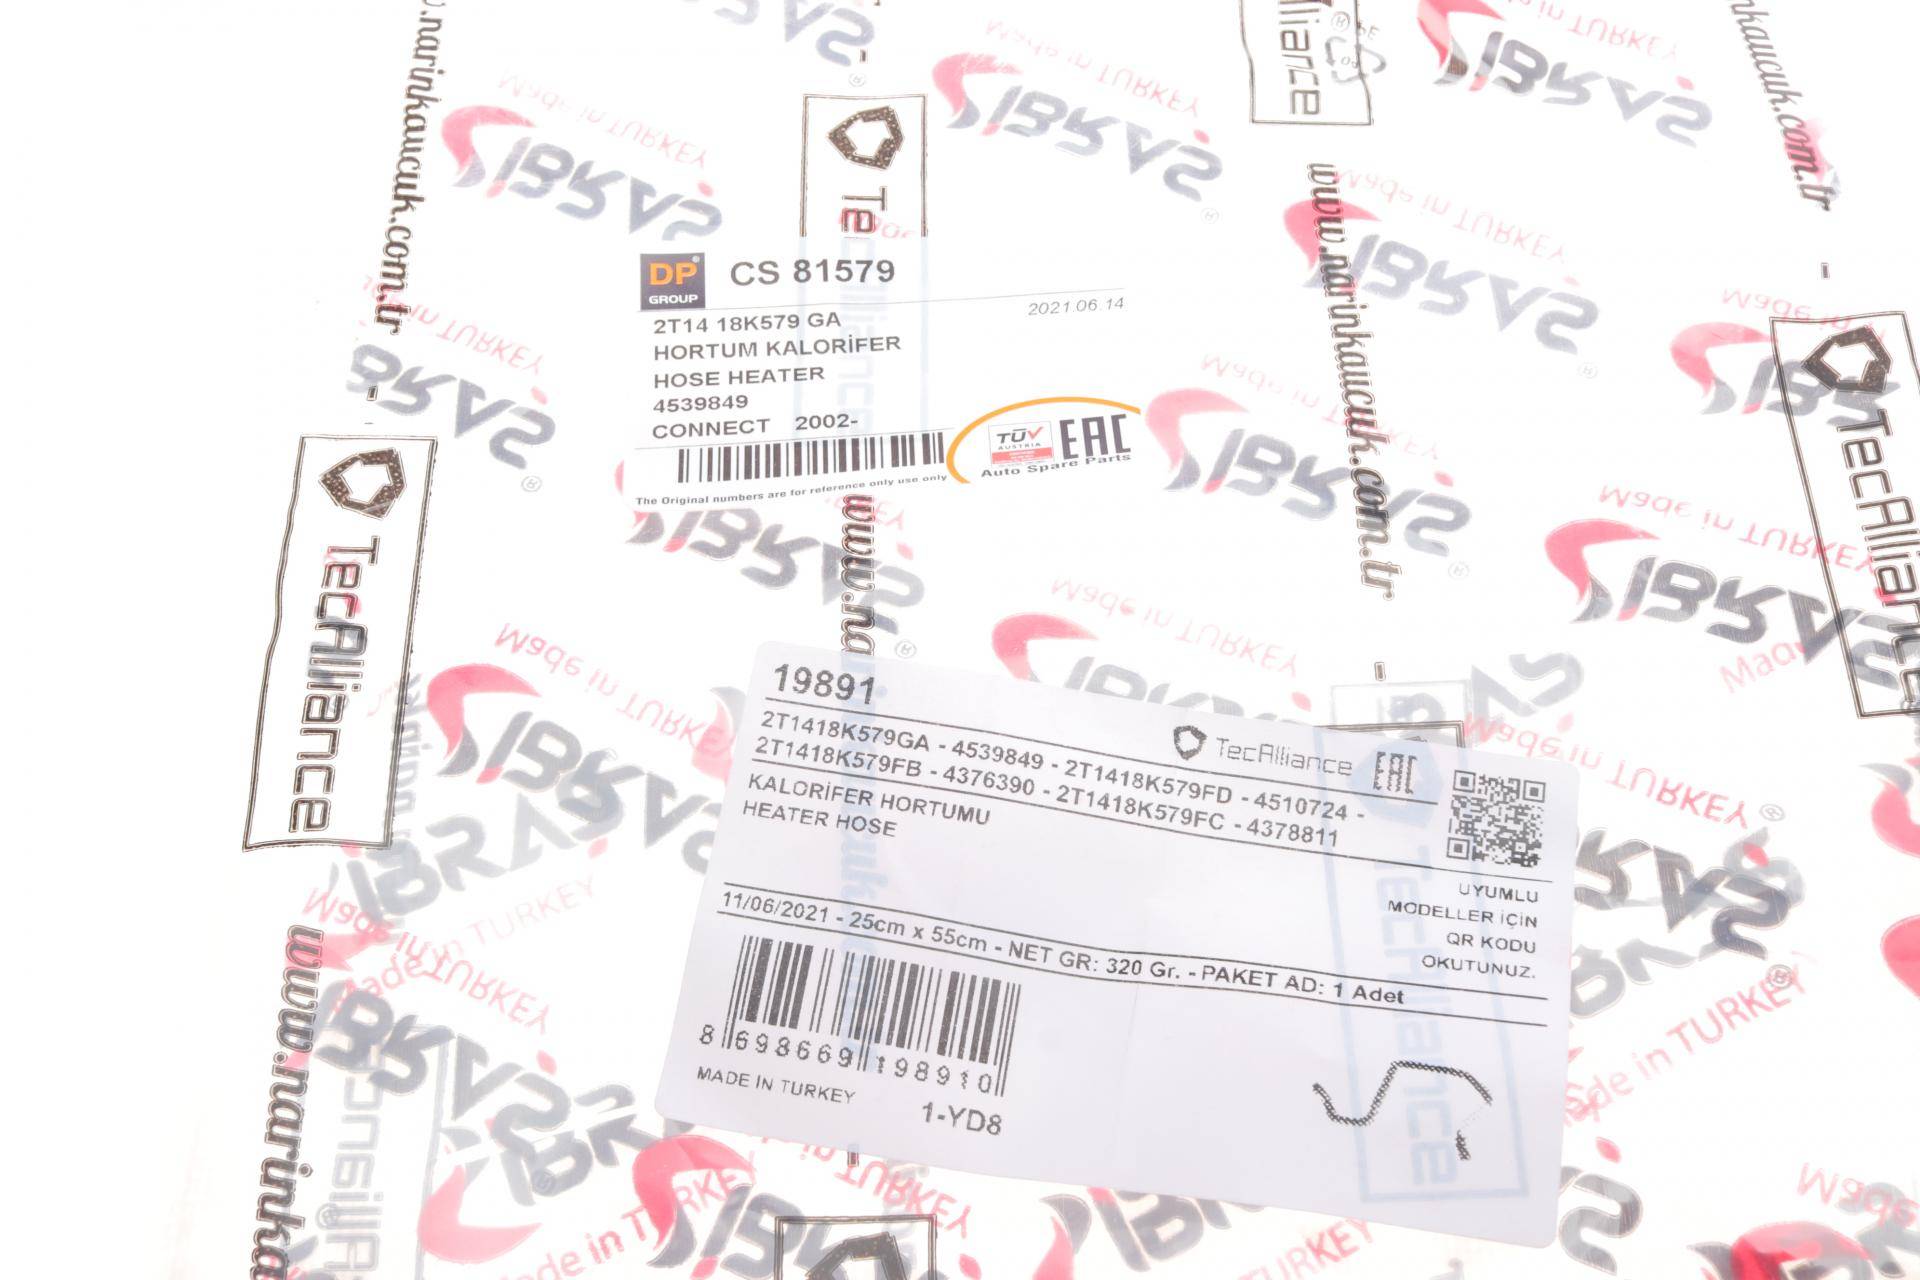 DP GROUP
CS 81579
2021.06.14
2T14 18K579 GA
HORTUM KALORİFER
HOSE HEATER
4539849
CONNECT 2002-
TÜV
AUSTRIA
EAC
Auto Spare Parts
The Original numbers are for reference only use only
19891
TecAlliance
EAC
2T1418K579GA - 4539849 - 2T1418K579FD - 4510724 -
2T1418K579FB - 4376390 - 2T1418K579FC - 4378811
KALORİFER HORTUMU
HEATER HOSE
UYUMLU
MODELLER İÇİN
QR KODU
OKUTUNUZ.
11/06/2021 - 25cm x 55cm - NET GR: 320 Gr. - PAKET AD: 1 Adet
8 698669 198910
MADE IN TURKEY
1-YD8
www.narinkaucuk.com.tr
TecAlliance
İBRAŞ
Made in TURKEY